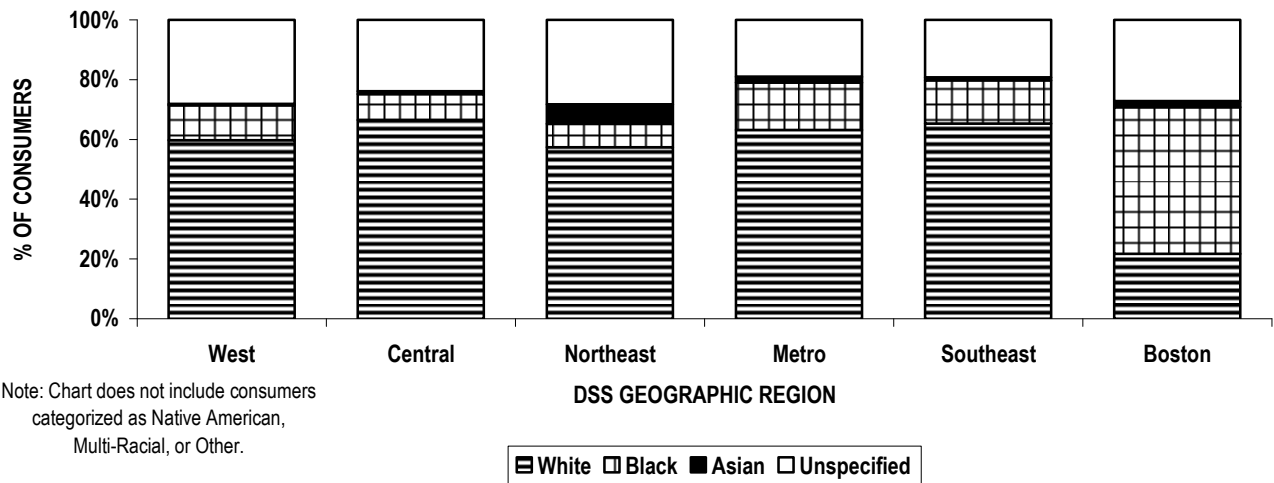 100%
80%
60%
40%
20%
0%
% OF CONSUMERS
West Central Northeast Metro Southeast Boston
DSS GEOGRAPHIC REGION
Note: Chart does not include consumers
categorized as Native American,
Multi-Racial, or Other.
White Black Asian Unspecified